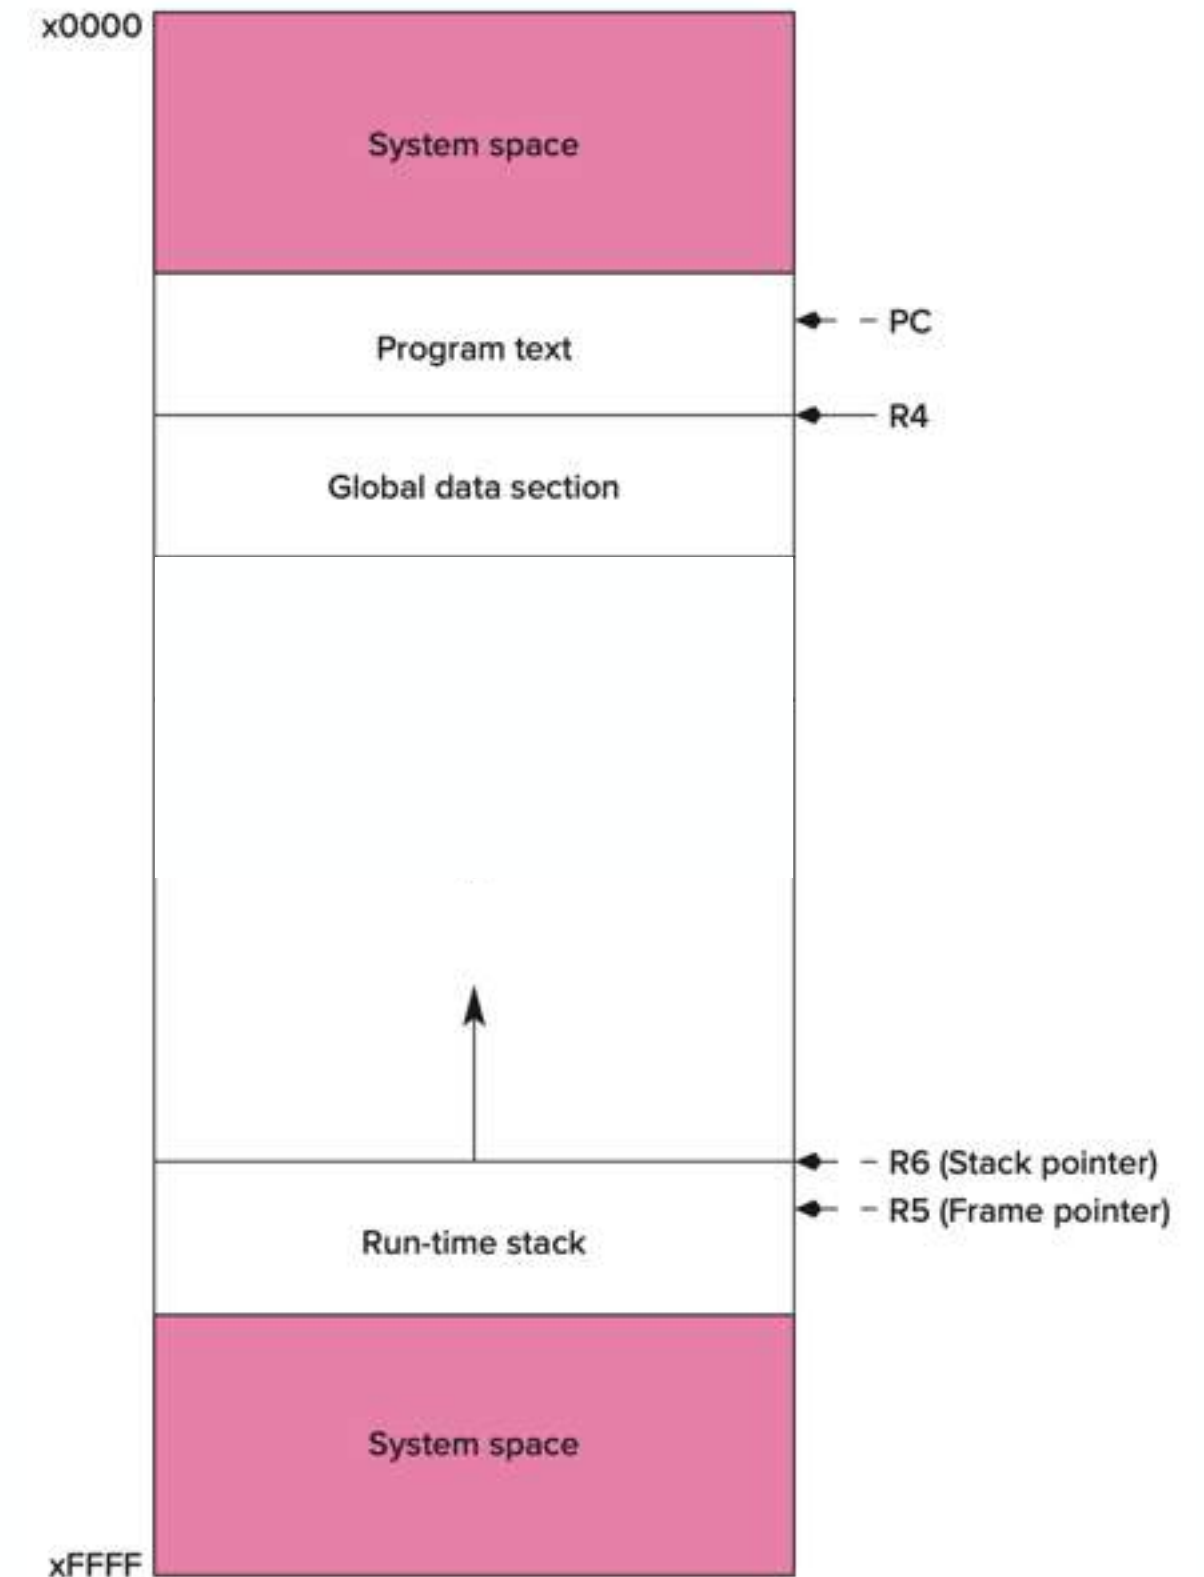 x0000
System space
PC
Program text
R4
Global data section
R6 (Stack pointer)
R5 (Frame pointer)
Run-time stack
System space
xFFFF